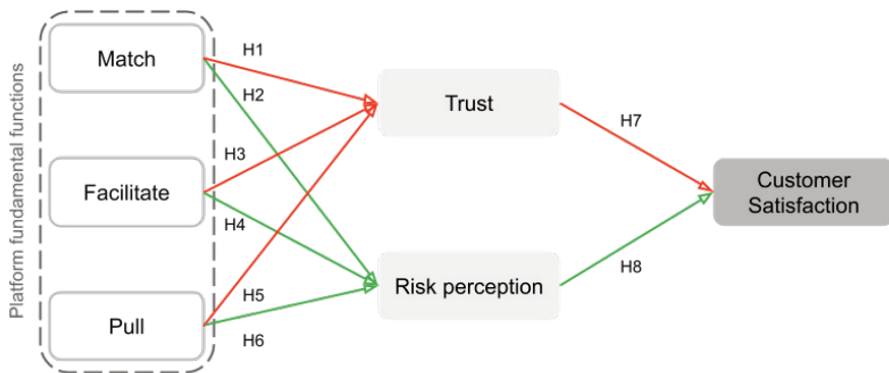 Platform fundamental functions
Match
Facilitate
Pull
H1
H2
H3
H4
H5
H6
Trust
Risk perception
H7
H8
Customer
Satisfaction